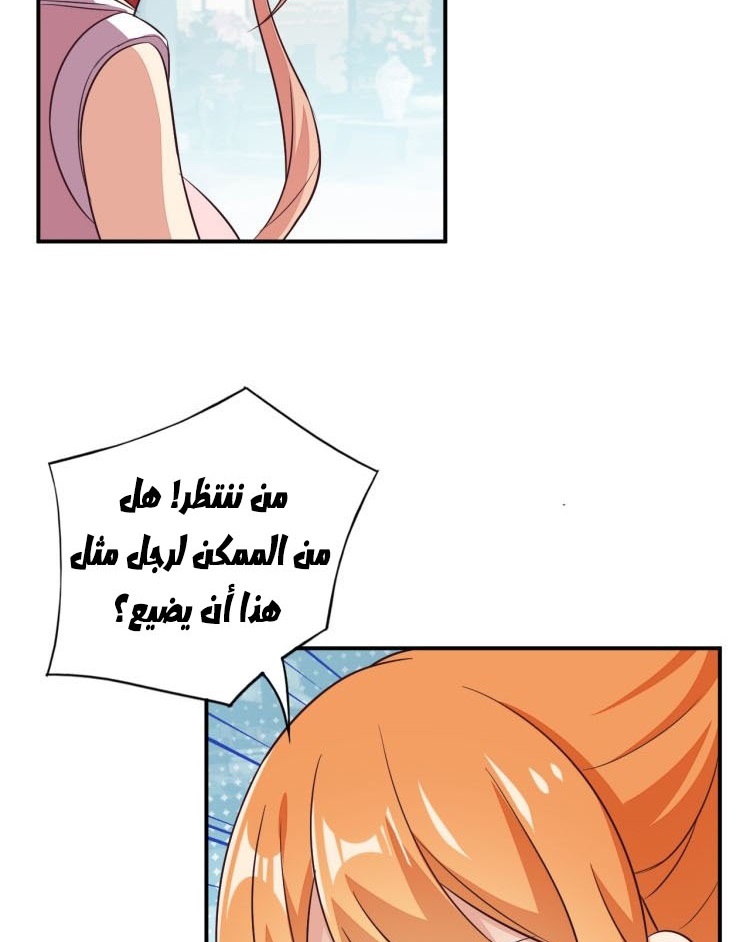 من ننتظر! هل
من الممكن لرجل مثل
هذا أن يضيع؟